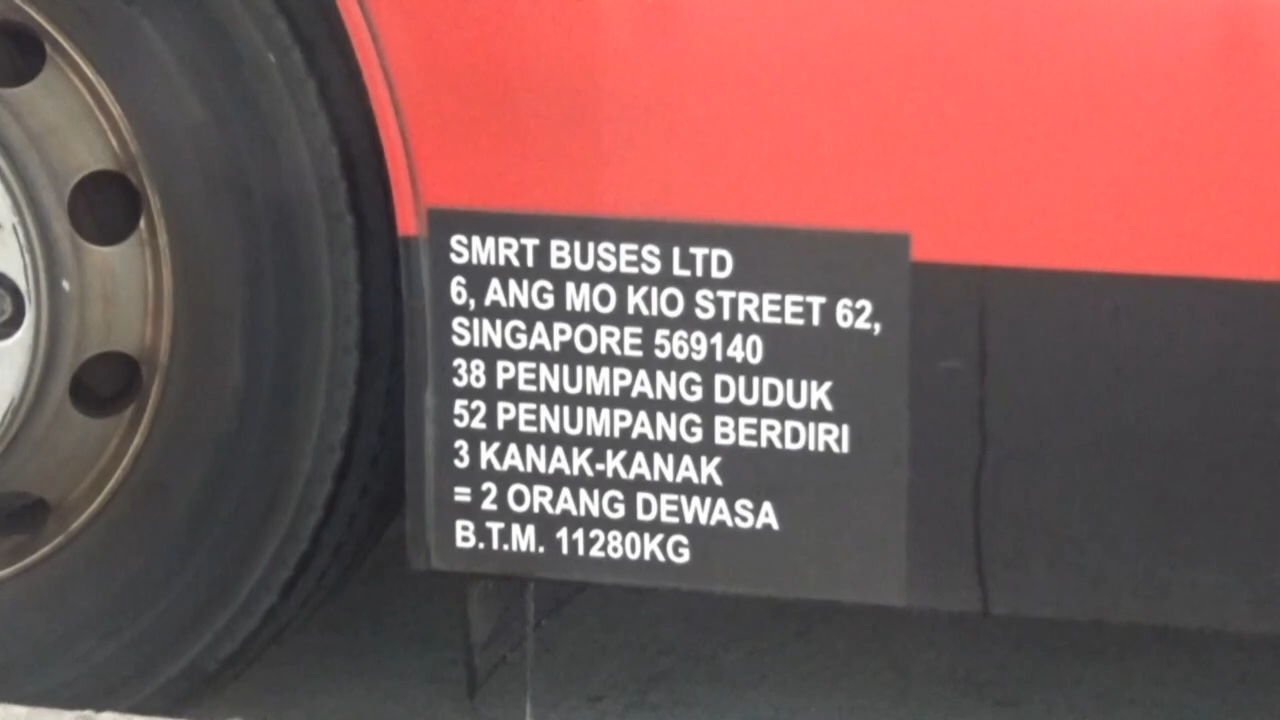 SMRT BUSES LTD
6, ANG MO KIO STREET 62,
SINGAPORE 569140
38 PENUMPANG DUDUK
52 PENUMPANG BERDIRI
3 KANAK-KANAK
= 2 ORANG DEWASA
B.T.M. 11280KG